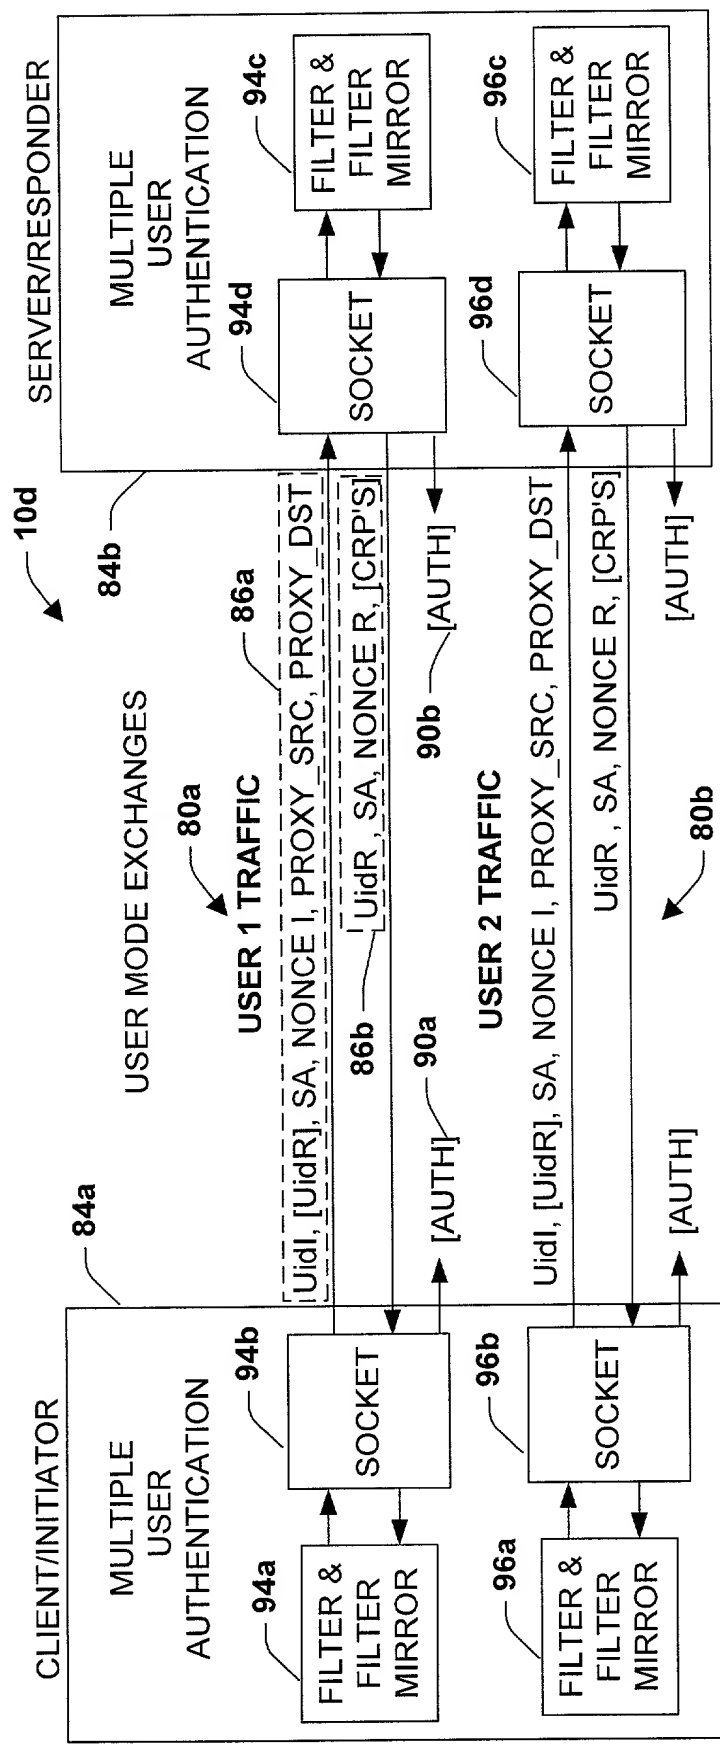 CLIENT/INITIATOR
84a
MULTIPLE
USER
AUTHENTICATION
94a
FILTER &
FILTER
MIRROR
94b
SOCKET
96a
FILTER &
FILTER
MIRROR
96b
SOCKET
USER MODE EXCHANGES
10d
80a
USER 1 TRAFFIC
86a
UidI, [UidR], SA, NONCE I, PROXY_SRC, PROXY_DST
UidR , SA, NONCE R, [CRP'S]
86b
90a
[AUTH]
90b
[AUTH]
USER 2 TRAFFIC
UidI, [UidR], SA, NONCE I, PROXY_SRC, PROXY_DST
UidR , SA, NONCE R, [CRP'S]
80b
[AUTH]
[AUTH]
SERVER/RESPONDER
84b
MULTIPLE
USER
AUTHENTICATION
94d
SOCKET
94c
FILTER &
FILTER
MIRROR
96d
SOCKET
96c
FILTER &
FILTER
MIRROR